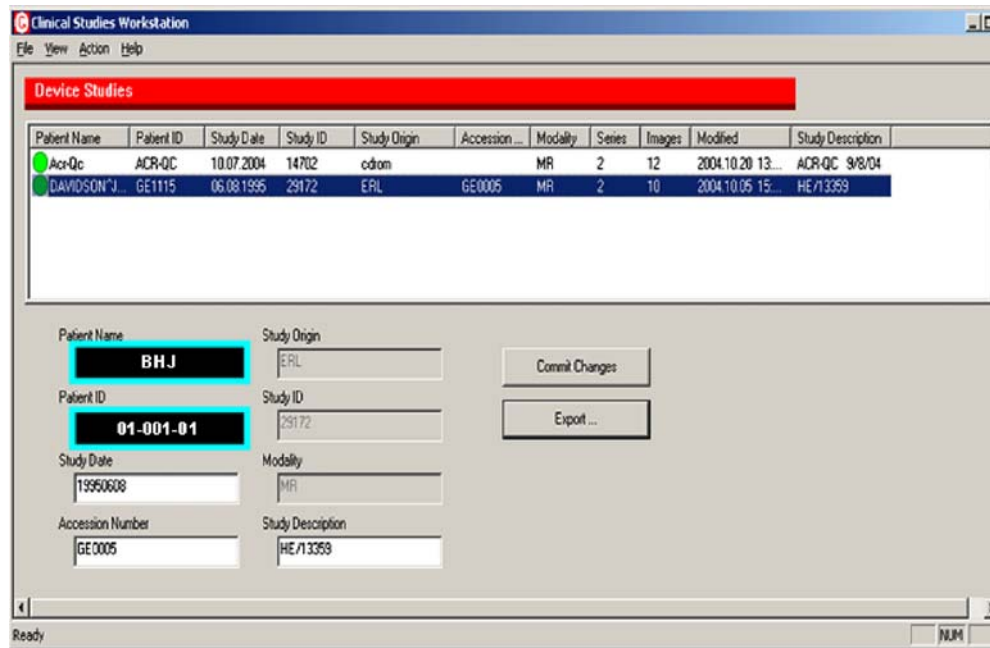 Clinical Studies Workstation
File View Action Help
Device Studies
Patient Name Patient ID Study Date Study ID Study Origin Accession ... Modality Series Images Modified Study Description
Acr-Qc ACR-QC 10.07.2004 14702 cdrom MR 2 12 2004.10.20 13:... ACR-QC 9/8/04
DAVIDSON^J... GE1115 06.08.1995 29172 ERL GE0005 MR 2 10 2004.10.05 15:... HE/13359
Patient Name Study Origin
BHJ ERL Commit Changes
Patient ID Study ID
01-001-01 29172 Export ...
Study Date Modality
19950608 MR
Accession Number Study Description
GE0005 HE/13359
Ready NUM